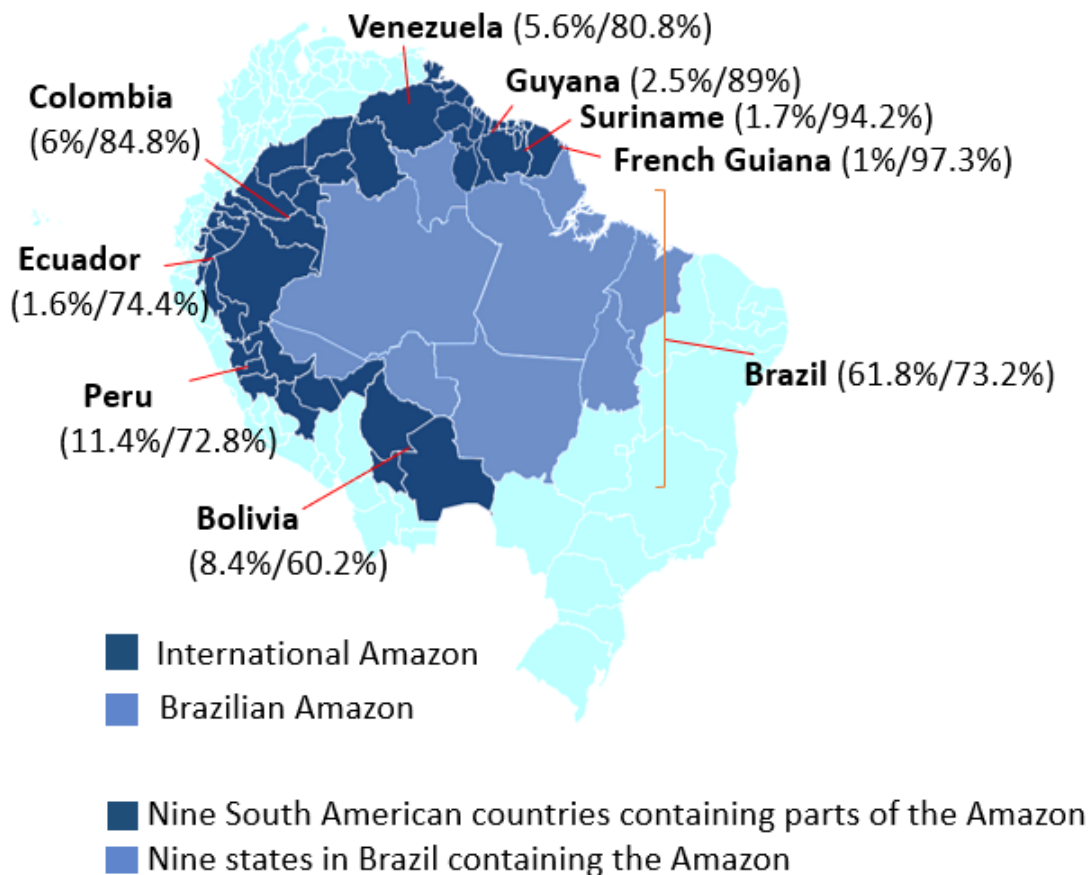 Venezuela (5.6%/80.8%)
Guyana (2.5%/89%)
Colombia
(6%/84.8%)
Suriname (1.7%/94.2%)
French Guiana (1%/97.3%)
Ecuador
(1.6%/74.4%)
Brazil (61.8%/73.2%)
Peru
(11.4%/72.8%)
Bolivia
(8.4%/60.2%)
International Amazon
Brazilian Amazon
Nine South American countries containing parts of the Amazon
Nine states in Brazil containing the Amazon